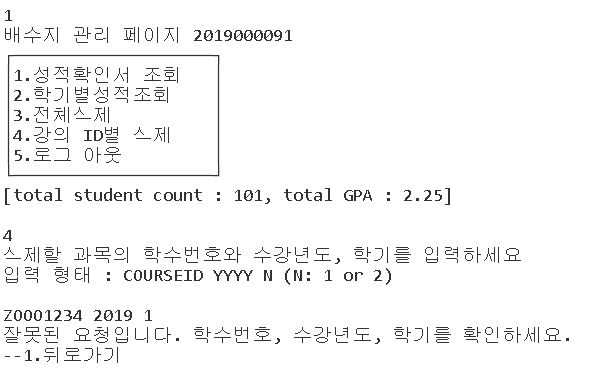 1
배수지 관리 페이지 2019000091
1.성적확인서 조회
2.학기별성적조회
3.전체스제
4.강의 ID별 스제
5.로그 아웃
[total student count : 101, total GPA : 2.25]
4
스제할 과목의 학수번호와 수강년도, 학기를 입력하세요
입력 형태 : COURSEID YYYY N (N: 1 or 2)
ZO001234 2019 1
잘못된 요청입니다. 학수번호, 수강년도, 학기를 확인하세요.
--1.뒤로가기